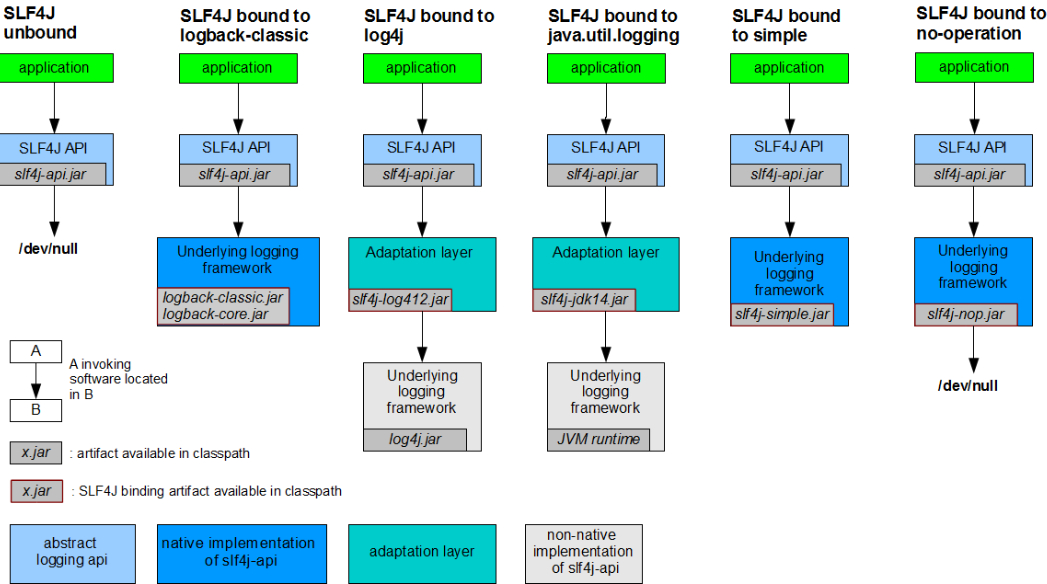 SLF4J
unbound
application
SLF4J API
slf4j-api.jar
/dev/null
SLF4J bound to
logback-classic
application
SLF4J API
slf4j-api.jar
Underlying logging
framework
logback-classic.jar
logback-core.jar
SLF4J bound to
log4j
application
SLF4J API
slf4j-api.jar
Adaptation layer
slf4j-log412.jar
Underlying
logging
framework
log4j.jar
SLF4J bound to
java.util.logging
application
SLF4J API
slf4j-api.jar
Adaptation layer
slf4j-jdk14.jar
Underlying
logging
framework
JVM runtime
SLF4J bound
to simple
application
SLF4J API
slf4j-api.jar
Underlying
logging
framework
slf4j-simple.jar
SLF4J bound to
no-operation
application
SLF4J API
slf4j-api.jar
Underlying
logging
framework
slf4j-nop.jar
/dev/null
A
B
A invoking
software located
in B
x.jar : artifact available in classpath
x.jar : SLF4J binding artifact available in classpath
abstract
logging api
native implementation
of slf4j-api
adaptation layer
non-native
implementation
of slf4j-api